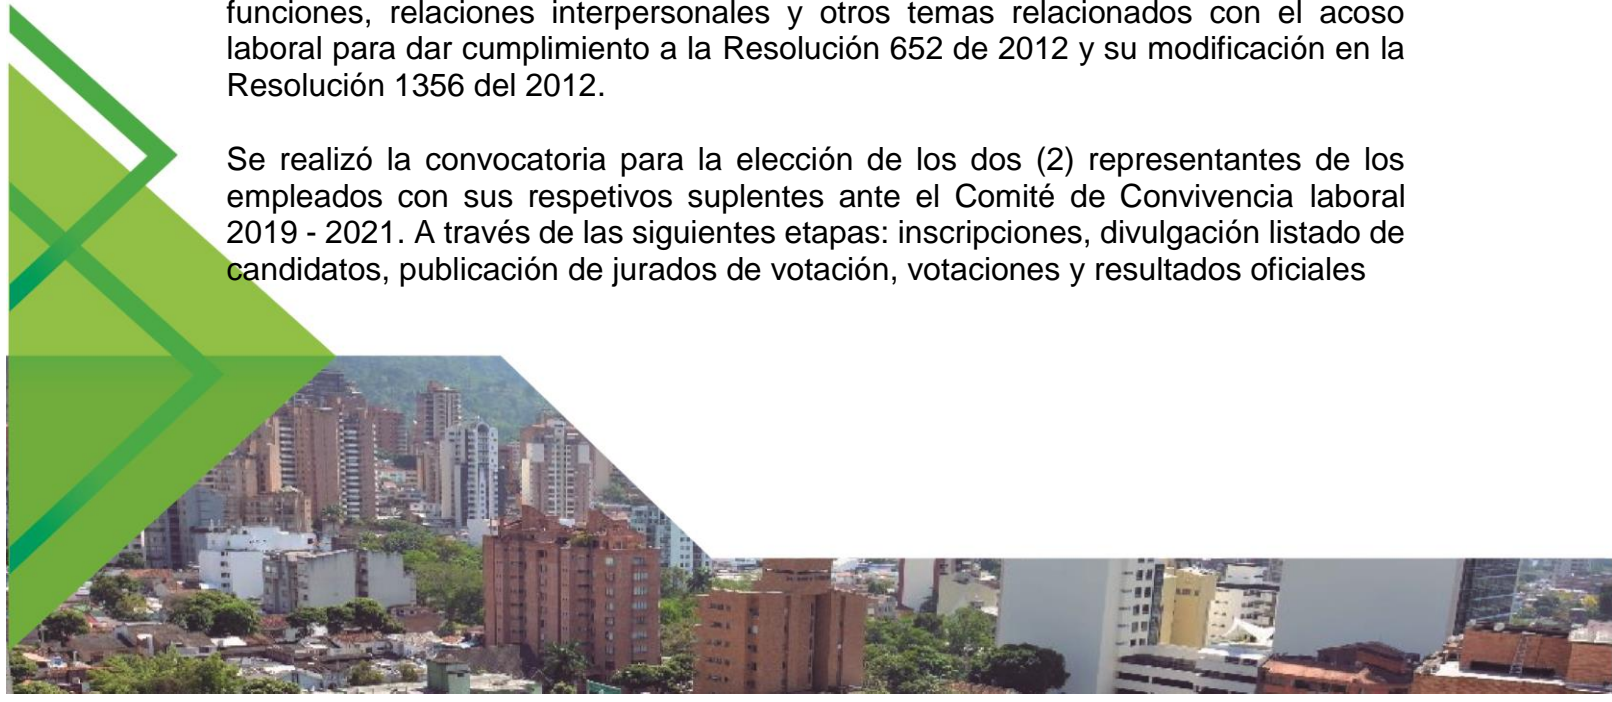 funciones, relaciones interpersonales y otros temas relacionados con el acoso
laboral para dar cumplimiento a la Resolución 652 de 2012 y su modificación en la
Resolución 1356 del 2012.
Se realizó la convocatoria para la elección de los dos (2) representantes de los
empleados con sus respetivos suplentes ante el Comité de Convivencia laboral
2019 - 2021. A través de las siguientes etapas: inscripciones, divulgación listado de
candidatos, publicación de jurados de votación, votaciones y resultados oficiales